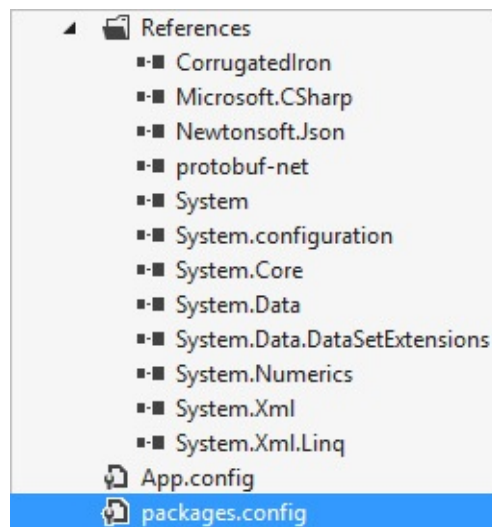 References
CorrugatedIron
Microsoft.CSharp
Newtonsoft.Json
protobuf-net
System
System.configuration
System.Core
System.Data
System.Data.DataSetExtensions
System.Numerics
System.Xml
System.Xml.Linq
App.config
packages.config